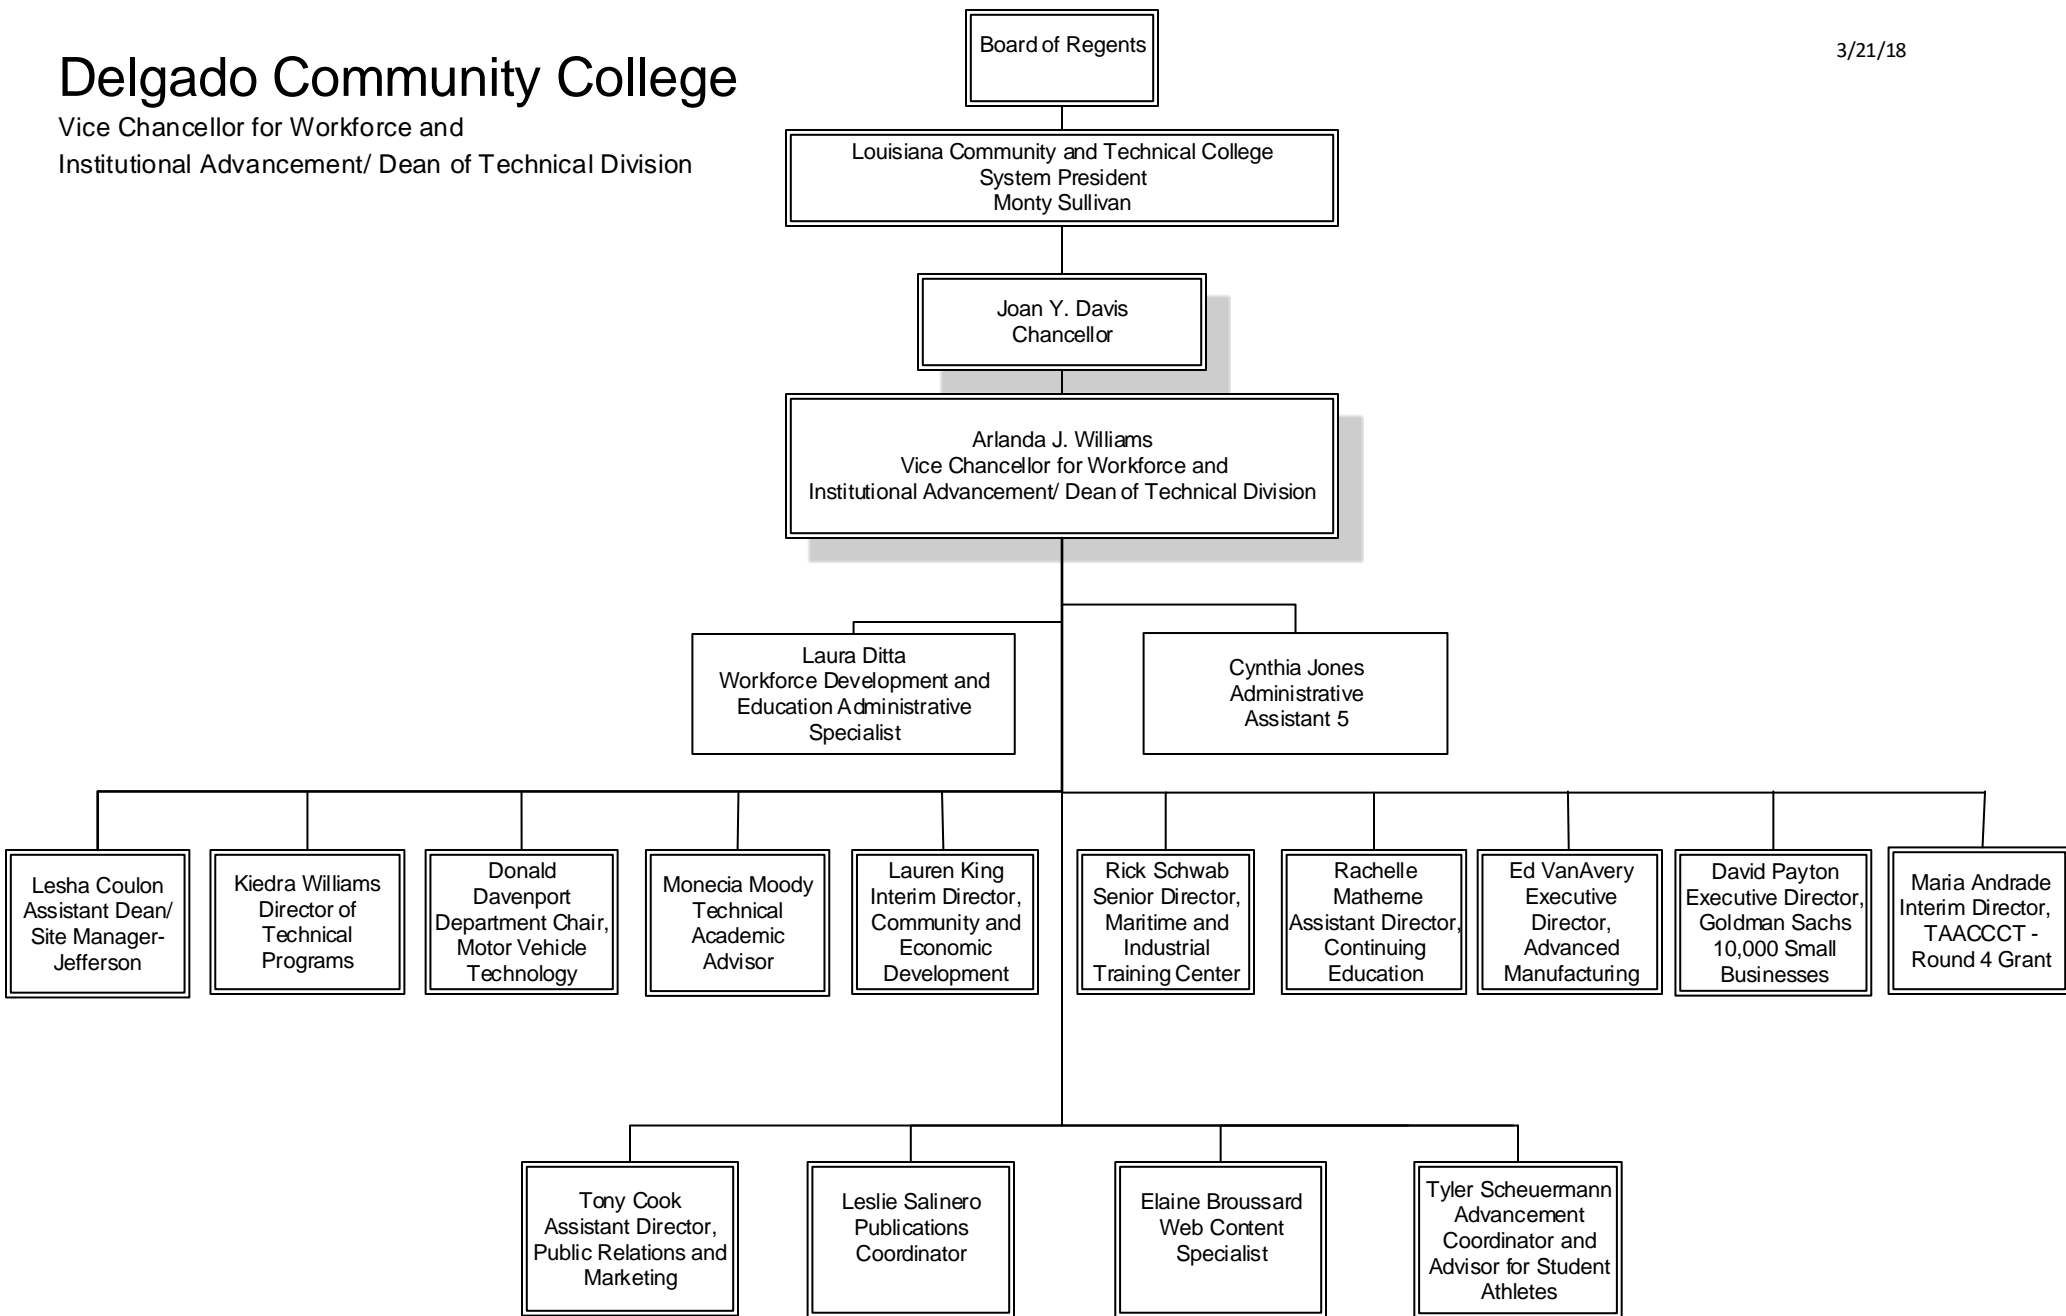 Delgado Community College
Vice Chancellor for Workforce and
Institutional Advancement/ Dean of Technical Division
3/21/18
Board of Regents
Louisiana Community and Technical College
System President
Monty Sullivan
Joan Y. Davis
Chancellor
Arlanda J. Williams
Vice Chancellor for Workforce and
Institutional Advancement/ Dean of Technical Division
Laura Ditta
Workforce Development and
Education Administrative
Specialist
Cynthia Jones
Administrative
Assistant 5
Lesha Coulon
Assistant Dean/
Site Manager-
Jefferson
Kiedra Williams
Director of
Technical
Programs
Donald
Davenport
Department Chair,
Motor Vehicle
Technology
Monecia Moody
Technical
Academic
Advisor
Lauren King
Interim Director,
Community and
Economic
Development
Rick Schwab
Senior Director,
Maritime and
Industrial
Training Center
Rachelle
Matherne
Assistant Director,
Continuing
Education
Ed VanAvery
Executive
Director,
Advanced
Manufacturing
David Payton
Executive Director,
Goldman Sachs
10,000 Small
Businesses
Maria Andrade
Interim Director,
TAACCCT -
Round 4 Grant
Tony Cook
Assistant Director,
Public Relations and
Marketing
Leslie Salinero
Publications
Coordinator
Elaine Broussard
Web Content
Specialist
Tyler Scheuermann
Advancement
Coordinator and
Advisor for Student
Athletes